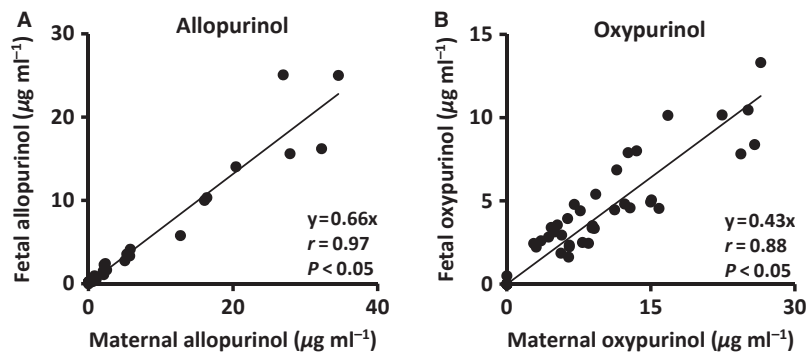 A
Allopurinol
Fetal allopurinol (µg ml⁻¹)
30
20
10
0
y=0.66x
r=0.97
P<0.05
0
20
40
Maternal allopurinol (µg ml⁻¹)
B
Oxypurinol
Fetal oxypurinol (µg ml⁻¹)
15
10
5
0
y=0.43x
r=0.88
P<0.05
0
15
30
Maternal oxypurinol (µg ml⁻¹)